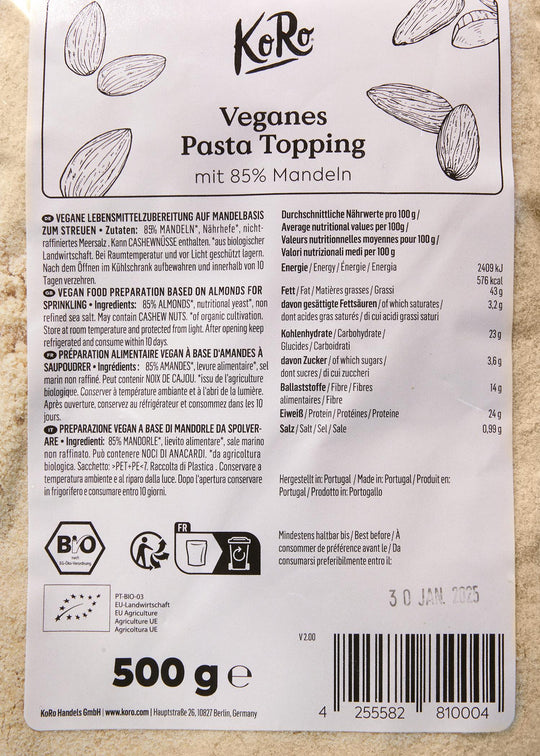 KoRo
Veganes
Pasta Topping
mit 85% Mandeln
DE VEGANE LEBENSMITTELZUBEREITUNG AUF MANDELBASIS
ZUM STREUEN • Zutaten: 85% MANDELN*, Nährhefe*, nicht-
raffiniertes Meersalz. Kann CASHEWNÜSSE enthalten. *aus biologischer
Landwirtschaft. Bei Raumtemperatur und vor Licht geschützt lagern.
Nach dem Öffnen im Kühlschrank aufbewahren und innerhalb von 10
Tagen verzehren.
GB VEGAN FOOD PREPARATION BASED ON ALMONDS FOR
SPRINKLING • Ingredients: 85% ALMONDS*, nutritional yeast*, non
refined sea salt. May contain CASHEW NUTS. *of organic cultivation.
Store at room temperature and protected from light. After opening keep
refrigerated and consume within 10 days.
FR PRÉPARATION ALIMENTAIRE VEGAN À BASE D'AMANDES À
SAUPOUDRER • Ingrédients: 85% AMANDES*, levure alimentaire*, sel
marin non raffiné. Peut contenir NOIX DE CAJOU. *issu de l'agriculture
biologique. Conserver à température ambiante et à l'abri de la lumière.
Après ouverture, conservez au réfrigérateur et consommez dans les 10
jours.
IT PREPARAZIONE VEGAN A BASE DI MANDORLE DA SPOLVER-
ARE • Ingredienti: 85% MANDORLE*, lievito alimentare*, sale marino
non raffinato. Può contenere NOCI DI ANACARDI. *da agricoltura
biologica. Sacchetto: >PET+PE<7. Raccolta di Plastica . Conservare a
temperatura ambiente e al riparo dalla luce. Dopo l'apertura conservare
in frigorifero e consumare entro 10 giorni.
Durchschnittliche Nährwerte pro 100 g /
Average nutritional values per 100g /
Valeurs nutritionnelles moyennes pour 100 g /
Valori nutrizionali medi per 100 g
Energie / Energy / Énergie / Energia 2409 kJ
576 kcal
Fett / Fat / Matières grasses / Grassi 43 g
davon gesättigte Fettsäuren / of which saturates / 3,2 g
dont acides gras saturés / di cui acidi grassi saturi
Kohlenhydrate / Carbohydrate / 23 g
Glucides / Carboidrati
davon Zucker / of which sugars / 3,6 g
dont sucres / di cui zuccheri
Ballaststoffe / Fibre / Fibres 14 g
alimentaires / Fibre
Eiweiß / Protein / Protéines / Proteine 24 g
Salz / Salt / Sel / Sale 0,99 g
Hergestellt in: Portugal / Made in: Portugal / Produit en:
Portugal / Prodotto in: Portogallo
BIO
nach
EG-Öko-Verordnung
FR
Mindestens haltbar bis / Best before / À
consommer de préférence avant le / Da
consumarsi preferibilmente entro il:
30 JAN. 2025
PT-BIO-03
EU-Landwirtschaft
EU Agriculture
Agriculture UE
Agricoltura UE
V 2.00
500 g e
KoRo Handels GmbH | www.koro.com | Hauptstraße 26, 10827 Berlin, Germany
4 255582 810004